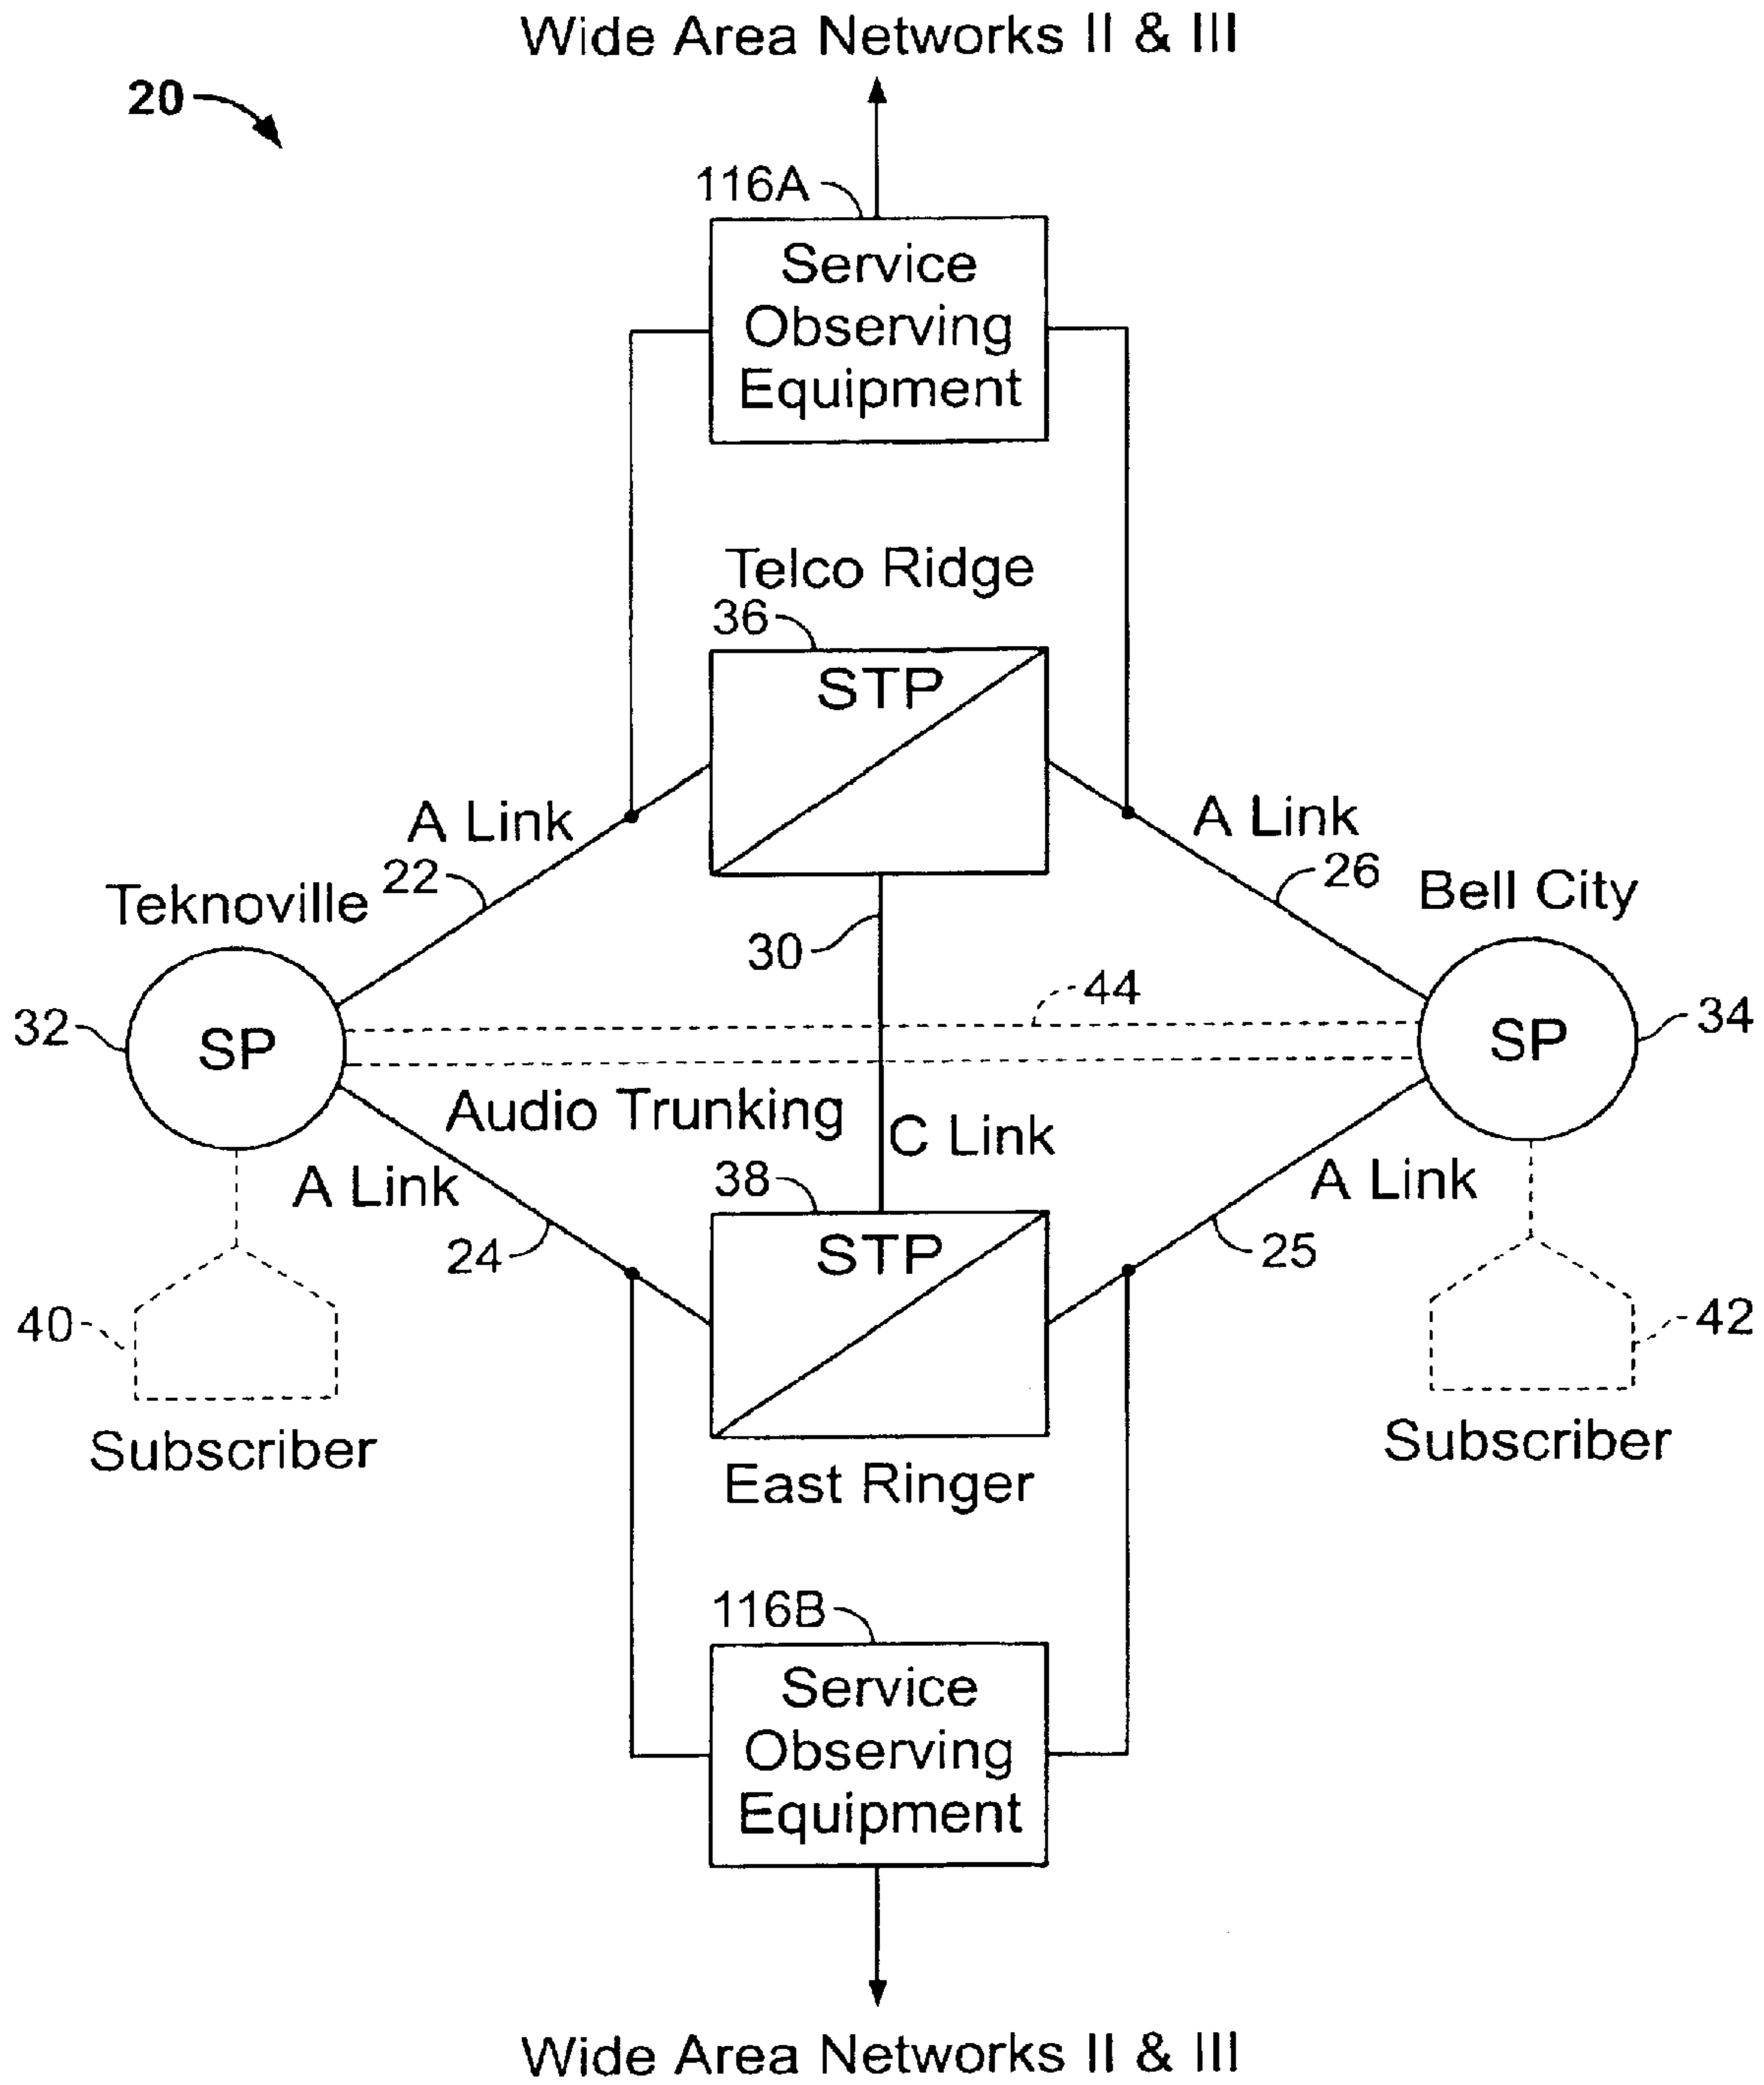 Wide Area Networks II & III
20
116A
Service
Observing
Equipment
Telco Ridge
36
STP
A Link
A Link
22
26
Teknoville
Bell City
30
44
32
SP
34
SP
Audio Trunking
C Link
A Link
38
A Link
24
STP
25
40
42
Subscriber
Subscriber
East Ringer
116B
Service
Observing
Equipment
Wide Area Networks II & III